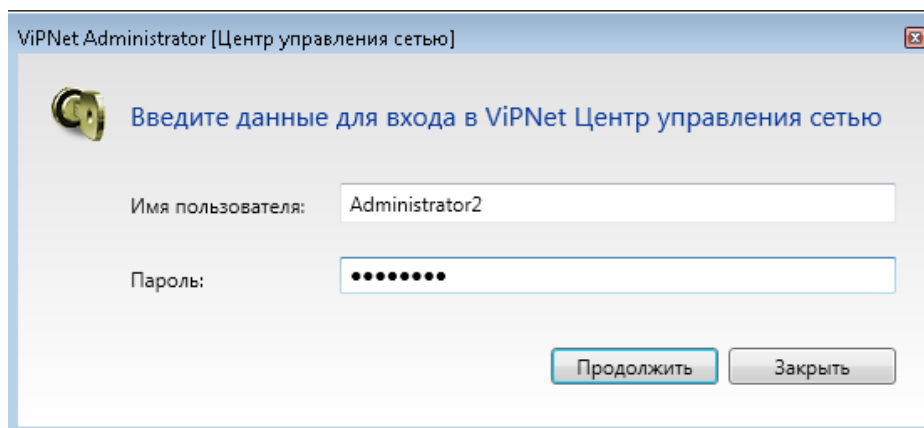 ViPNet Administrator [Центр управления сетью]
Введите данные для входа в ViPNet Центр управления сетью
Имя пользователя: Administrator2
Пароль: ●●●●●●●●
Продолжить Закрыть